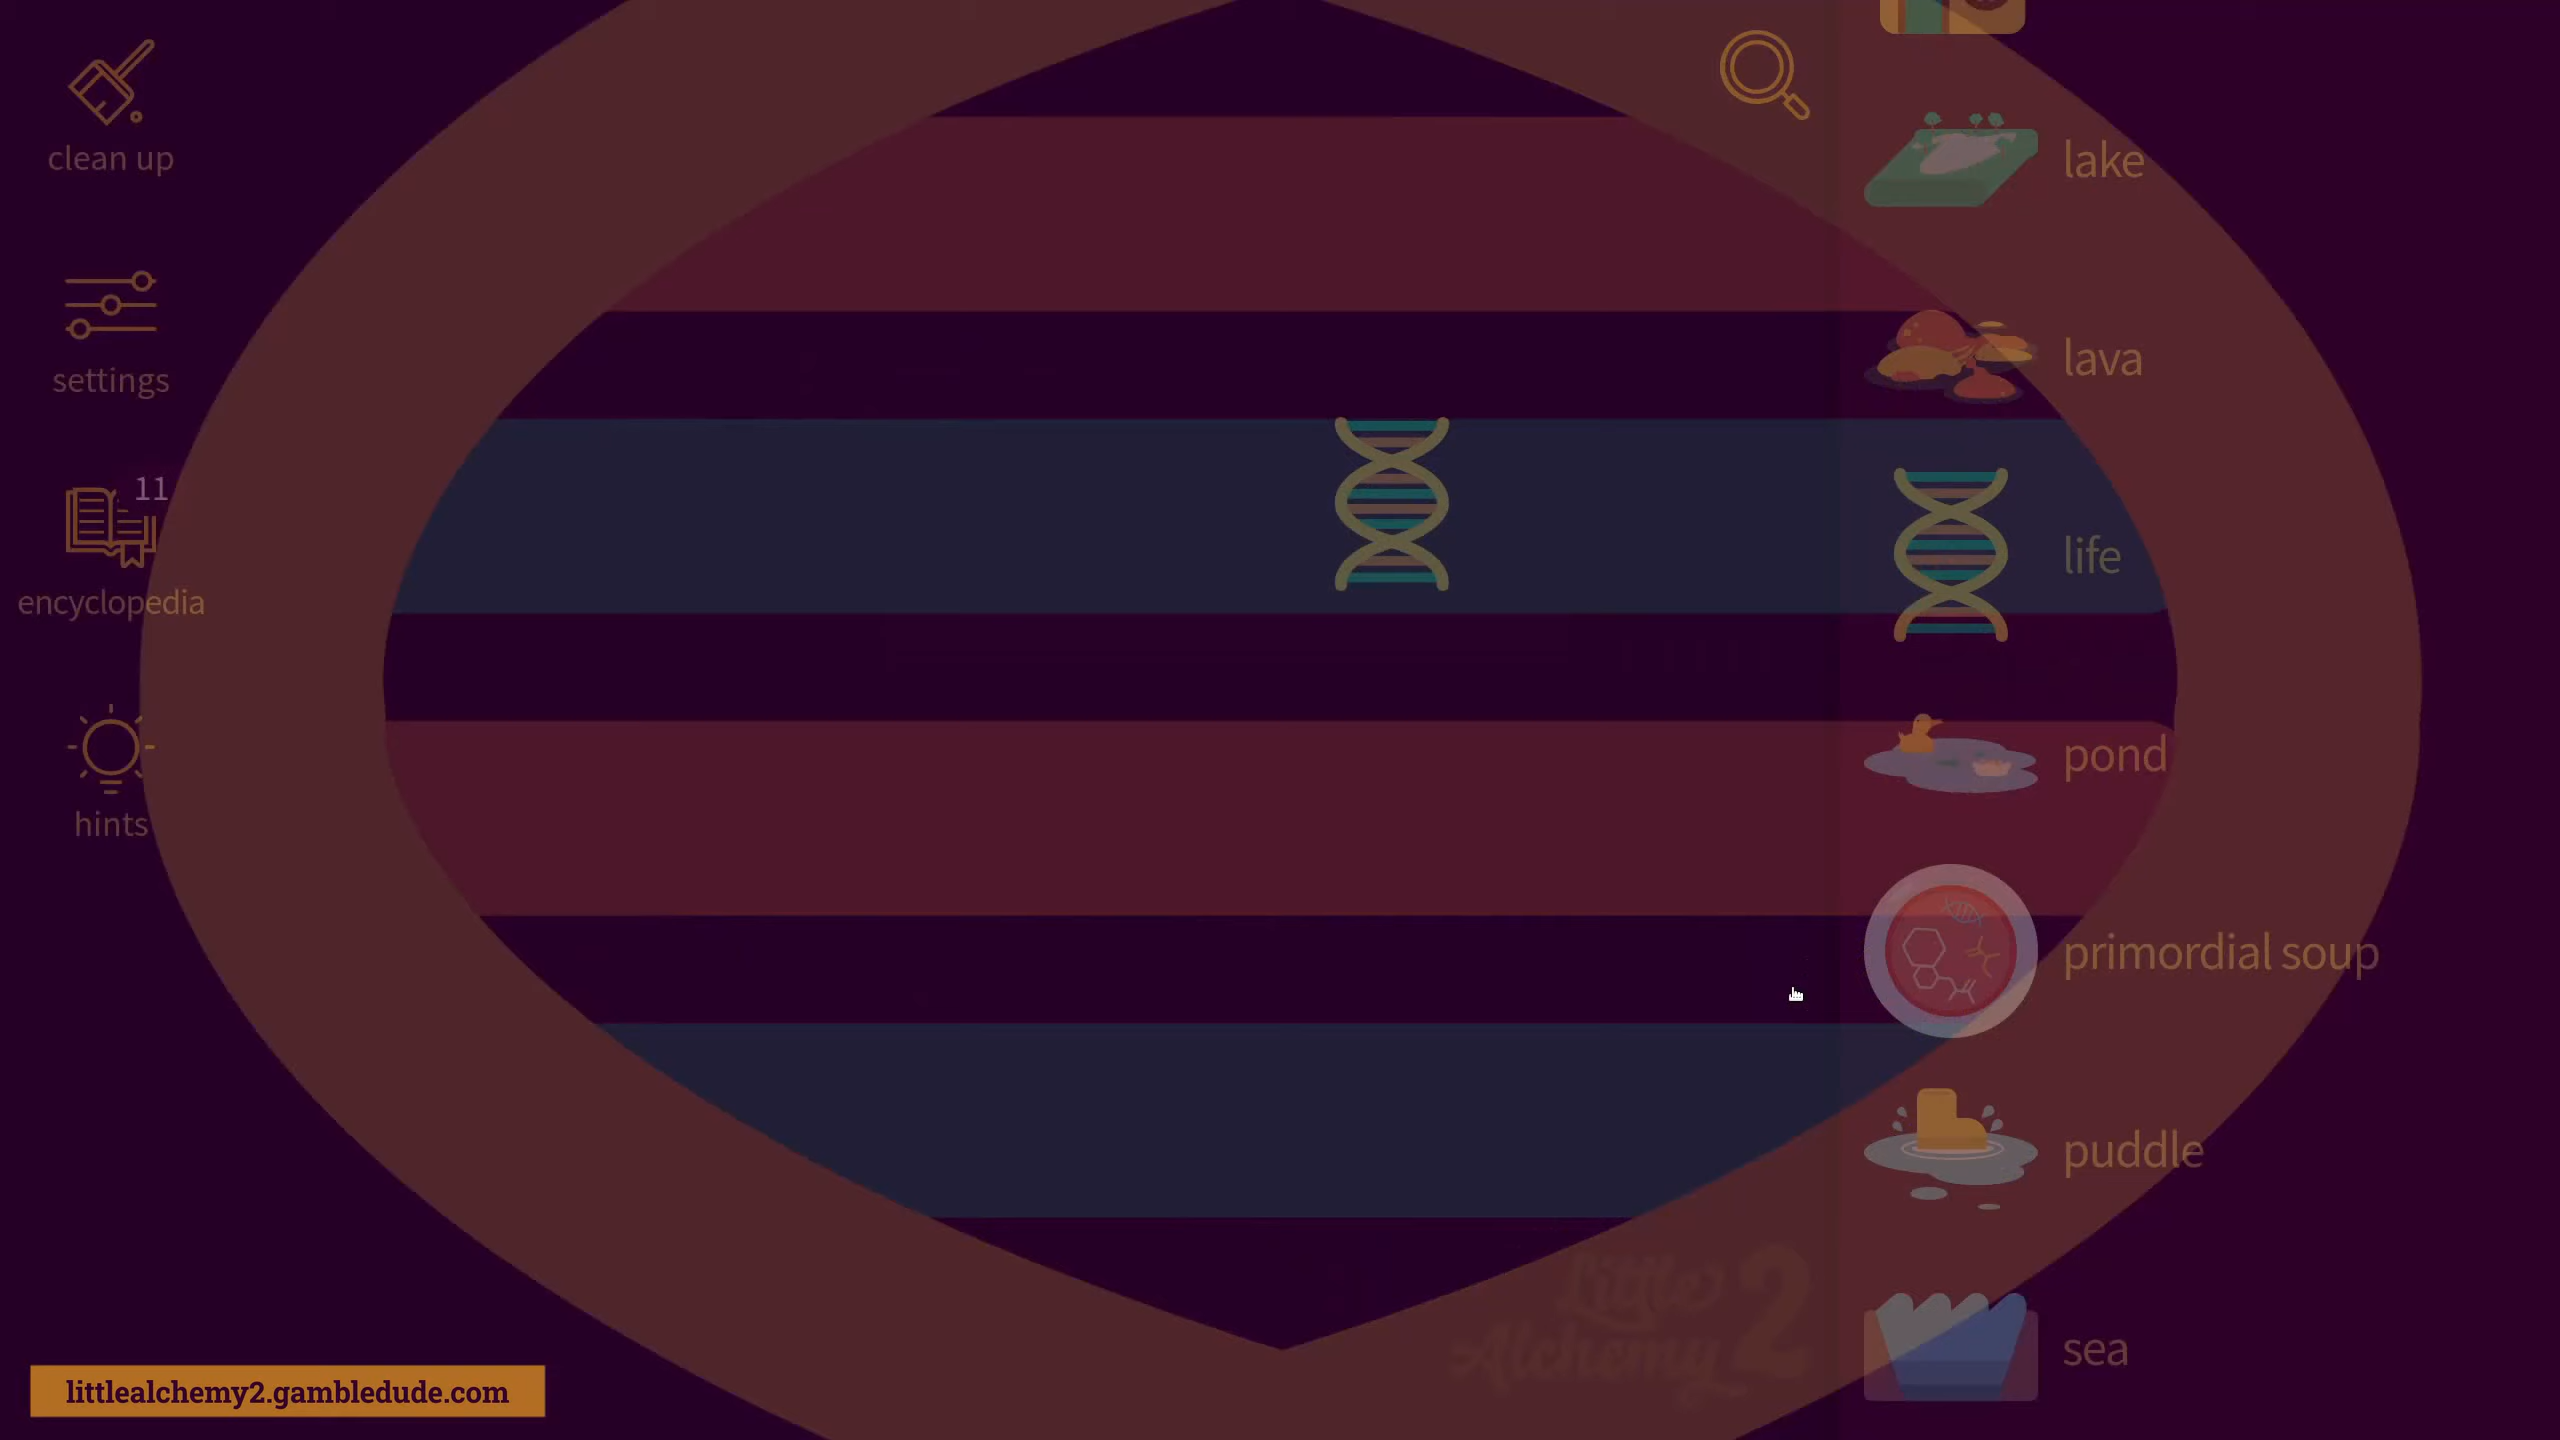 clean up
settings
11
encyclopedia
hints
lake
lava
life
pond
primordial soup
puddle
sea
Little
Alchemy 2
littlealchemy2.gambledude.com